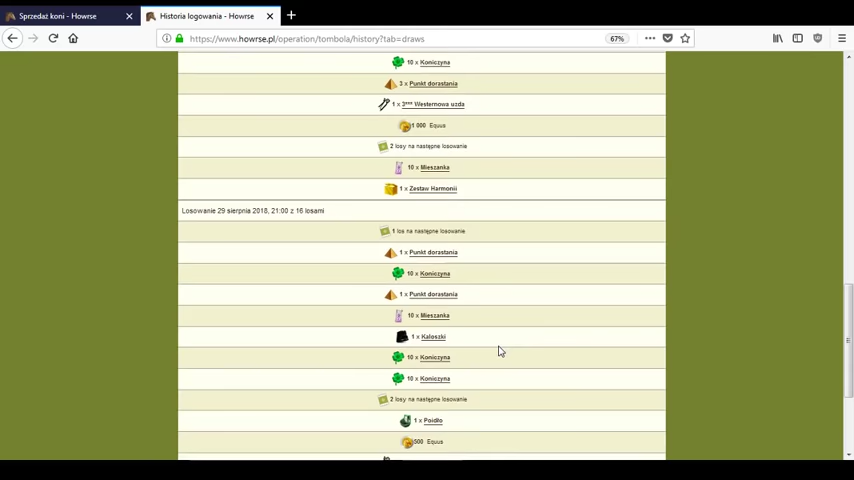 Sprzedaż koni - Howrse
Historia logowania - Howrse
https://www.howrse.pl/operation/tombola/history?tab=draws
67%
10 x Koniczyna
3 x Punkt dorastania
1 x 3*** Westernowa uzda
1 000 Equus
2 losy na następne losowanie
10 x Mieszanka
1 x Zestaw Harmonii
Losowanie 29 sierpnia 2018, 21:00 z 16 losami
1 los na następne losowanie
1 x Punkt dorastania
10 x Koniczyna
1 x Punkt dorastania
10 x Mieszanka
1 x Kaloszki
10 x Koniczyna
10 x Koniczyna
2 losy na następne losowanie
1 x Poidło
500 Equus